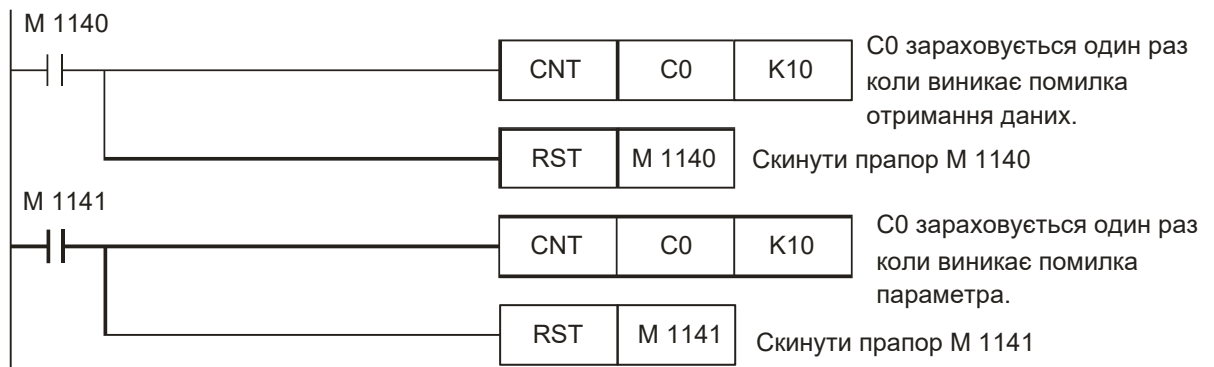 M 1140
CNT C0 K10
C0 зараховується один раз
коли виникає помилка
отримання даних.
RST M 1140 Скинути прапор M 1140
M 1141
CNT C0 K10
C0 зараховується один раз
коли виникає помилка
параметра.
RST M 1141 Скинути прапор M 1141